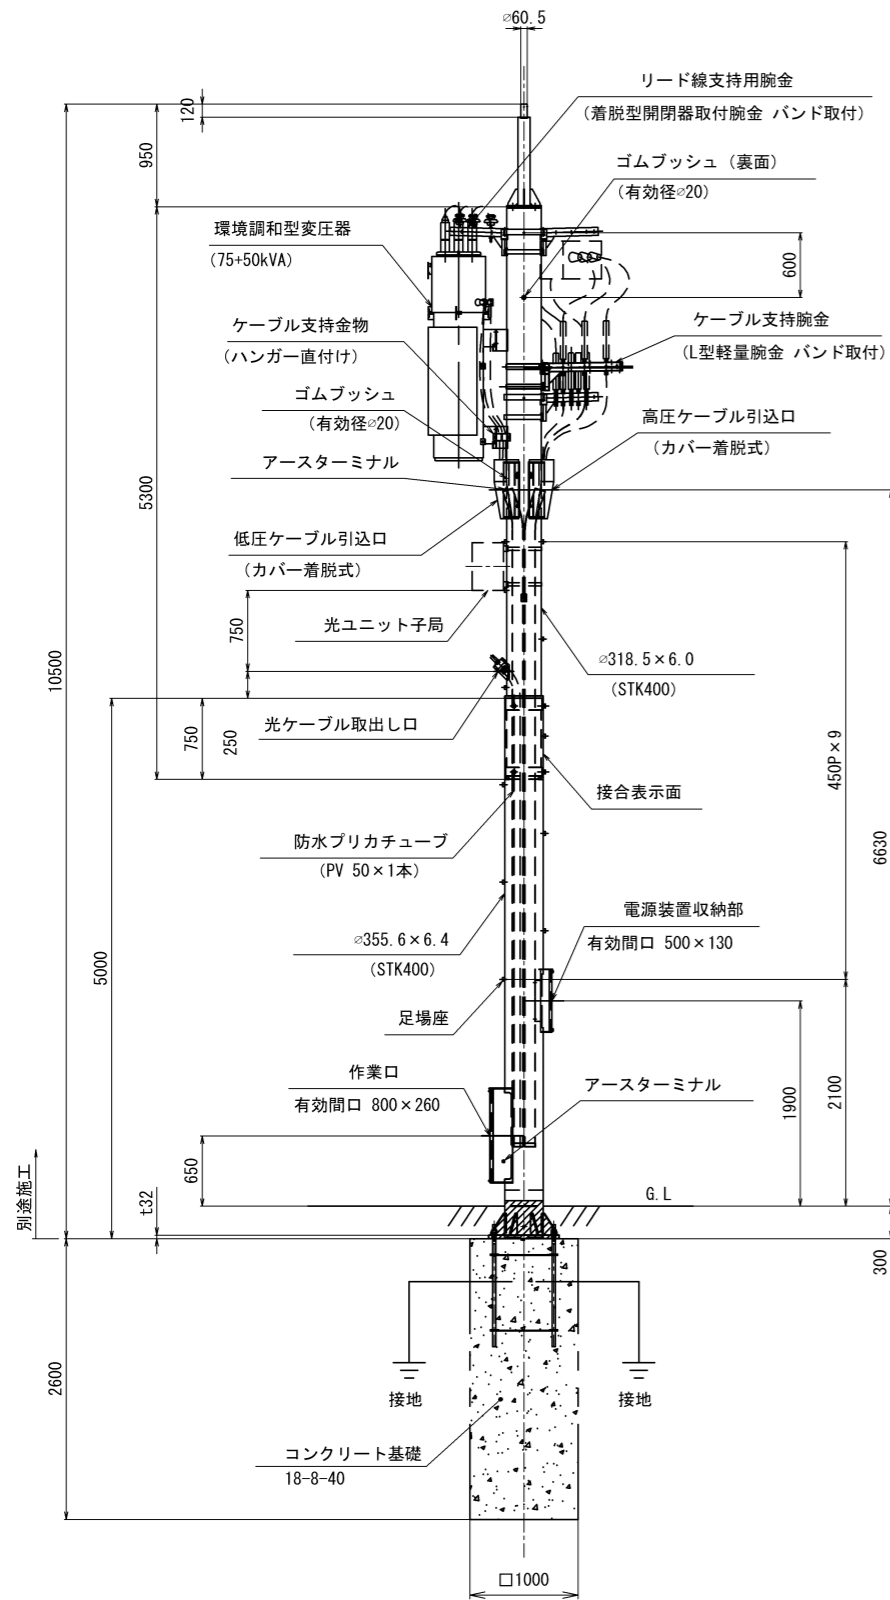 ∅60.5
リード線支持用腕金
(着脱型開閉器取付腕金 バンド取付)
120
950
ゴムブッシュ (裏面)
(有効径∅20)
環境調和型変圧器
(75+50kVA)
600
ケーブル支持金物
(ハンガー直付け)
ケーブル支持腕金
(L型軽量腕金 バンド取付)
ゴムブッシュ
(有効径∅20)
高圧ケーブル引込口
(カバー着脱式)
アースターミナル
5300
低圧ケーブル引込口
(カバー着脱式)
750
光ユニット子局
∅318.5×6.0
(STK400)
10500
光ケーブル取出し口
750
250
450P×9
接合表示面
6630
防水プリカチューブ
(PV 50×1本)
電源装置収納部
有効間口 500×130
∅355.6×6.4
(STK400)
5000
足場座
作業口
有効間口 800×260
アースターミナル
1900
2100
650
G.L
別途施工
t32
300
2600
接地
接地
コンクリート基礎
18-8-40
□1000